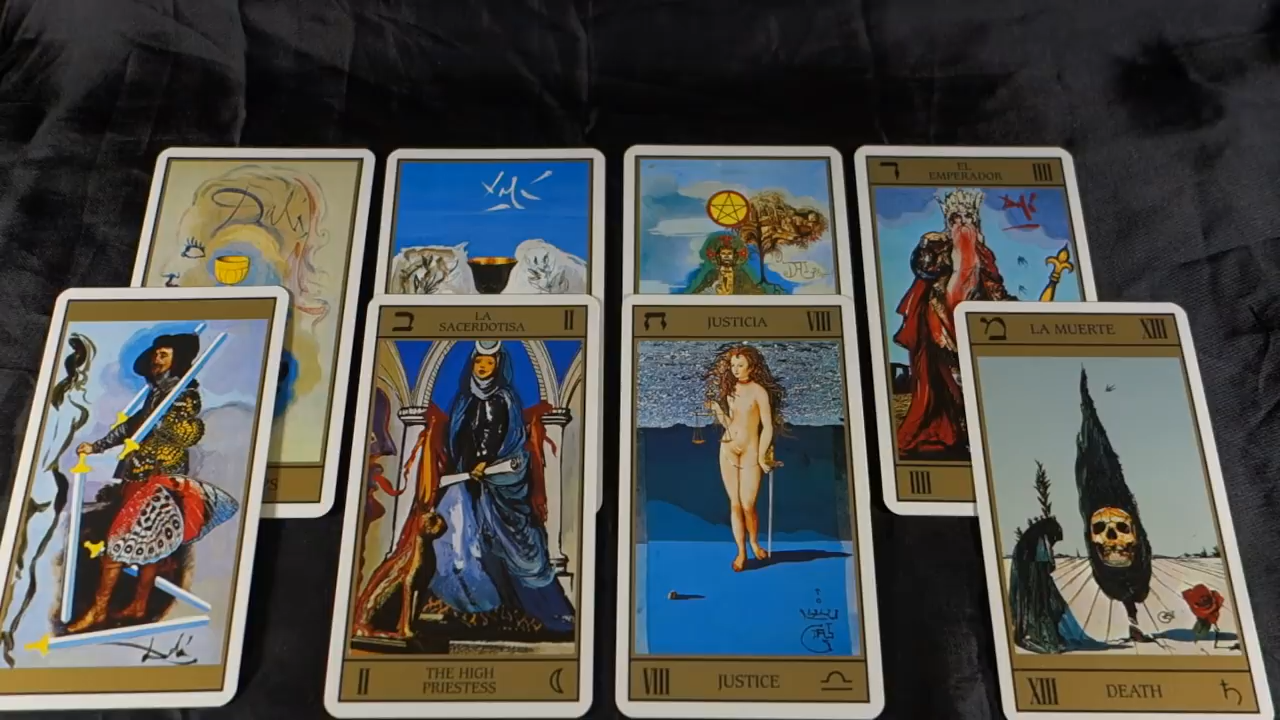 Dalí
ד
EL
EMPERADOR
IIII
IIII
ב
LA
SACERDOTISA
II
II
THE HIGH
PRIESTESS
ה
JUSTICIA
VIII
VIII
JUSTICE
מ
LA MUERTE
XIII
XIII
DEATH
Dalí